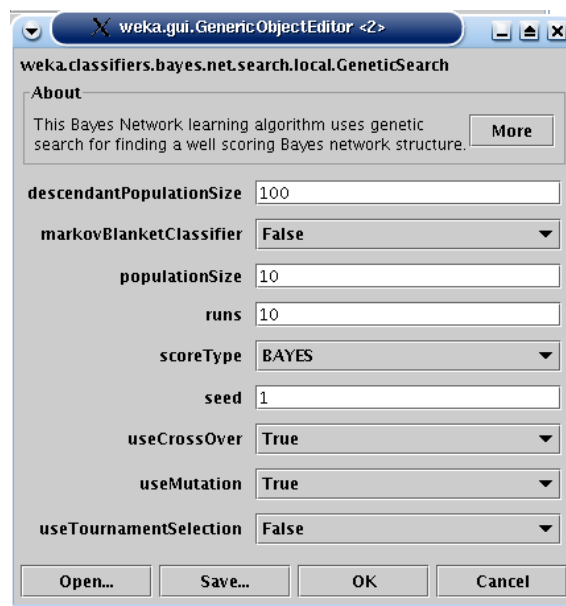 weka.gui.GenericObjectEditor <2>
weka.classifiers.bayes.net.search.local.GeneticSearch
About
This Bayes Network learning algorithm uses genetic
search for finding a well scoring Bayes network structure.
More
descendantPopulationSize 100
markovBlanketClassifier False
populationSize 10
runs 10
scoreType BAYES
seed 1
useCrossOver True
useMutation True
useTournamentSelection False
Open... Save... OK Cancel